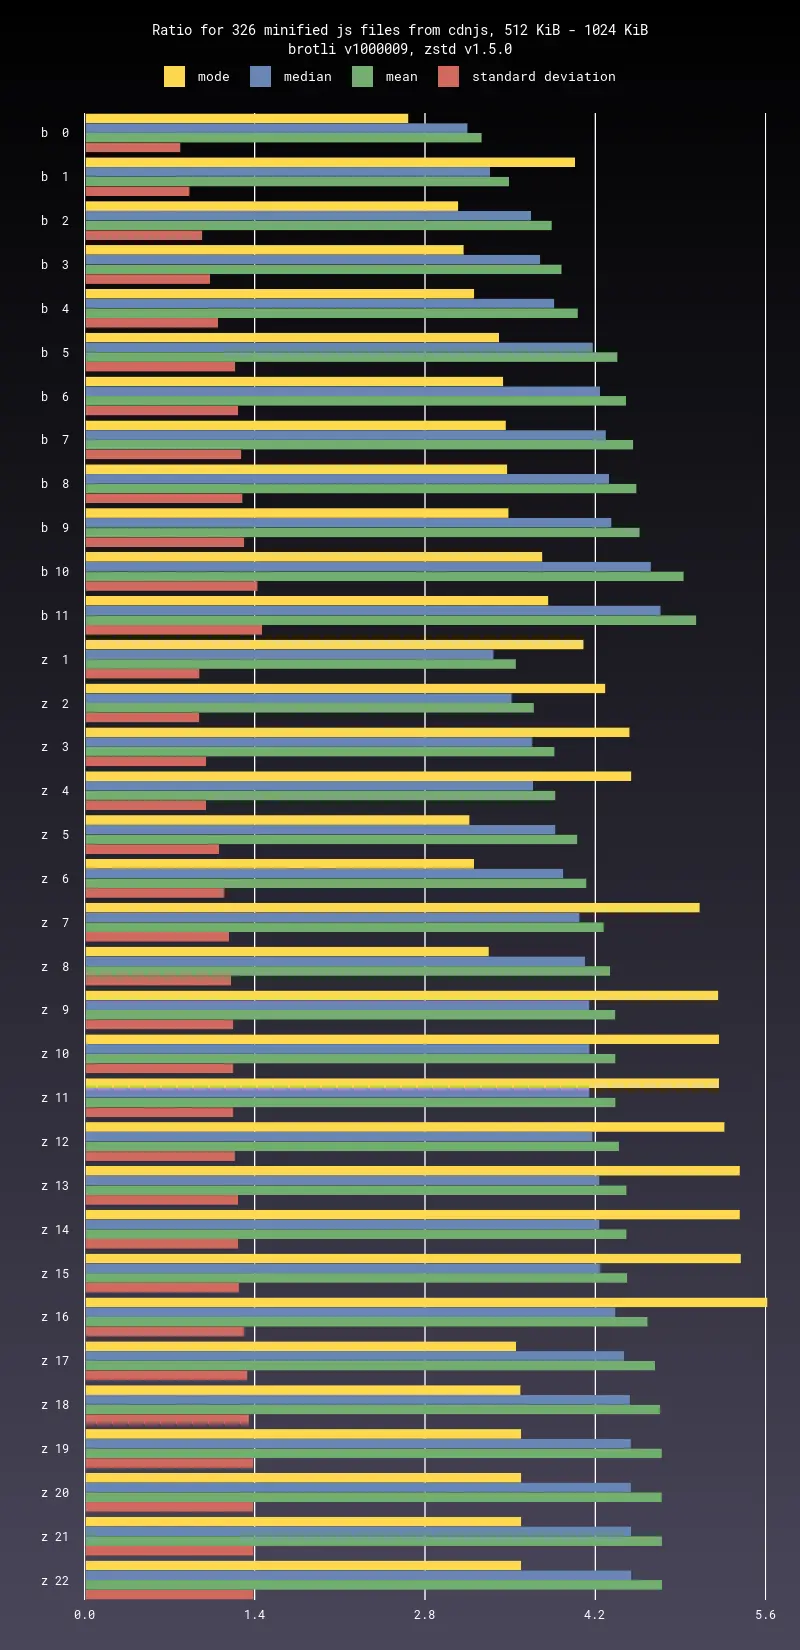 Ratio for 326 minified js files from cdnjs, 512 KiB - 1024 KiB
brotli v1000009, zstd v1.5.0
mode median mean standard deviation
b 0
b 1
b 2
b 3
b 4
b 5
b 6
b 7
b 8
b 9
b 10
b 11
z 1
z 2
z 3
z 4
z 5
z 6
z 7
z 8
z 9
z 10
z 11
z 12
z 13
z 14
z 15
z 16
z 17
z 18
z 19
z 20
z 21
z 22
0.0 1.4 2.8 4.2 5.6